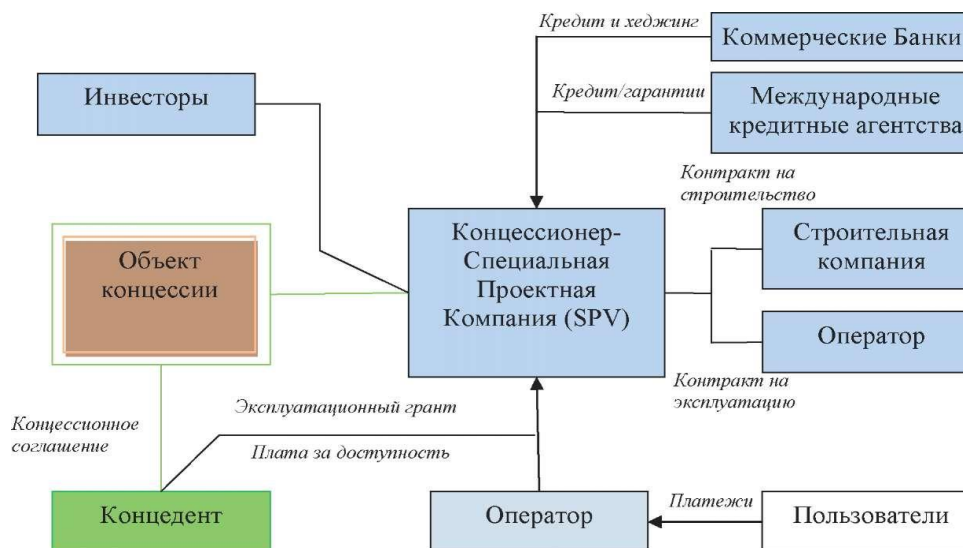 Кредит и хеджинг
Коммерческие Банки
Инвесторы
Кредит/гарантии
Международные
кредитные агентства
Контракт на
строительство
Объект
концессии
Концессионер-
Специальная
Проектная
Компания (SPV)
Строительная
компания
Оператор
Контракт на
эксплуатацию
Концессионное
соглашение
Эксплуатационный грант
Плата за доступность
Концедент
Оператор
Платежи
Пользователи